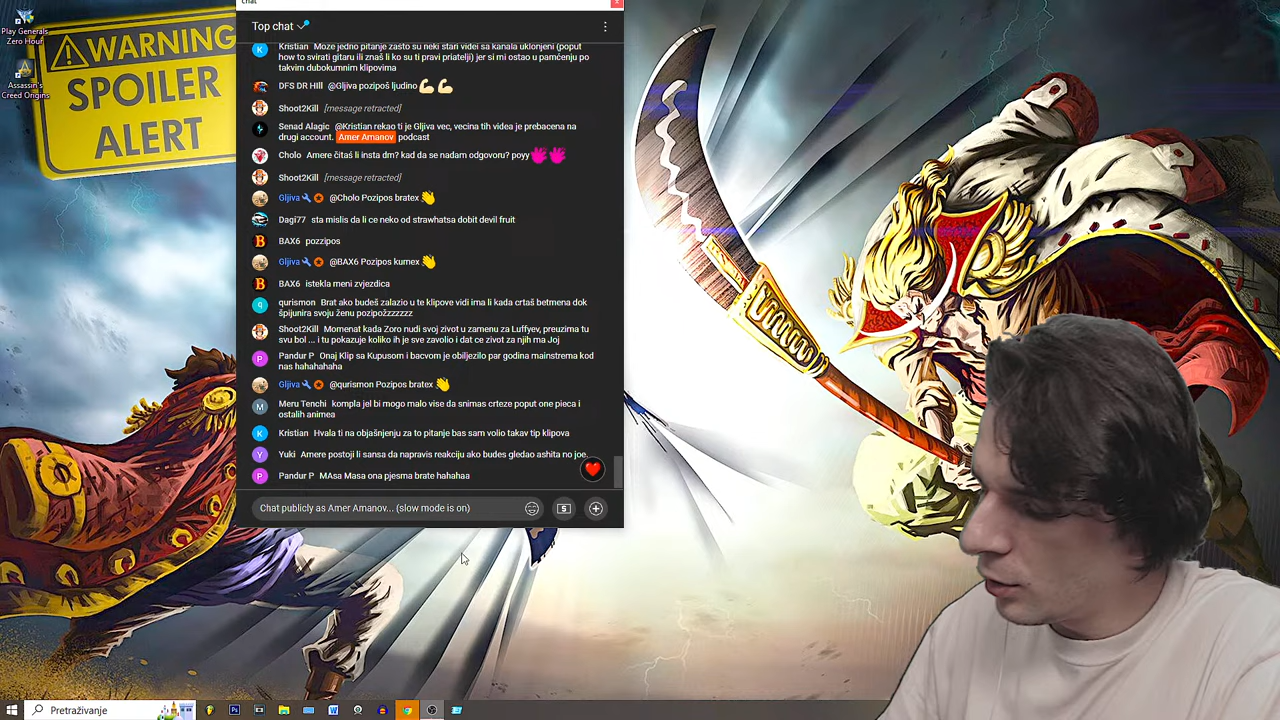 chat
Play Generals
Zero Hour
Assassin's
Creed Origins
WARNING
SPOILER
ALERT
Top chat
Kristian Moze jedno pitanje zasto su neki stari videi sa kanala uklonjeni (poput
how to svirati gitaru ili znaš li ko su ti pravi priatelji) jer si mi ostao u pamćenju po
takvim dubokumnim klipovima
DFS DR HIll @Gljiva pozipoš ljudino
Shoot2Kill [message retracted]
Senad Alagic @Kristian rekao ti je Gljiva vec, vecina tih videa je prebacena na
drugi account. Amer Amanov podcast
Cholo Amere čitaś li insta dm? kad da se nadam odgovoru? poyy
Shoot2Kill [message retracted]
Gljiva @Cholo Pozipos bratex
Dagi77 sta mislis da li ce neko od strawhatsa dobit devil fruit
BAX6 pozzipos
Gljiva @BAX6 Pozipos kumex
BAX6 istekla meni zvjezdica
qurismon Brat ako budeš zalazio u te klipove vidi ima li kada crtas betmena dok
špijunira svoju ženu pozipožzzzzz
Shoot2Kill Momenat kada Zoro nudi svoj zivot u zamenu za Luffyev, preuzima tu
svu bol ... i tu pokazuje koliko ih je sve zavolio i dat ce zivot za njih ma Joj
Pandur P Onaj Klip sa Kupusom i bacvom je obiljezilo par godina mainstrema kod
nas hahahahaha
Gljiva @qurismon Pozipos bratex
Meru Tenchi kompla jel bi mogo malo vise da snimas crteze poput one pieca i
ostalih animea
Kristian Hvala ti na objašnjenju za to pitanje bas sam volio takav tip klipova
Yuki Amere postoji li sansa da napravis reakciju ako budes gledao ashita no joe.
Pandur P MAsa Masa ona pjesma brate hahahaa
Chat publicly as Amer Amanov... (slow mode is on)
Pretraživanje